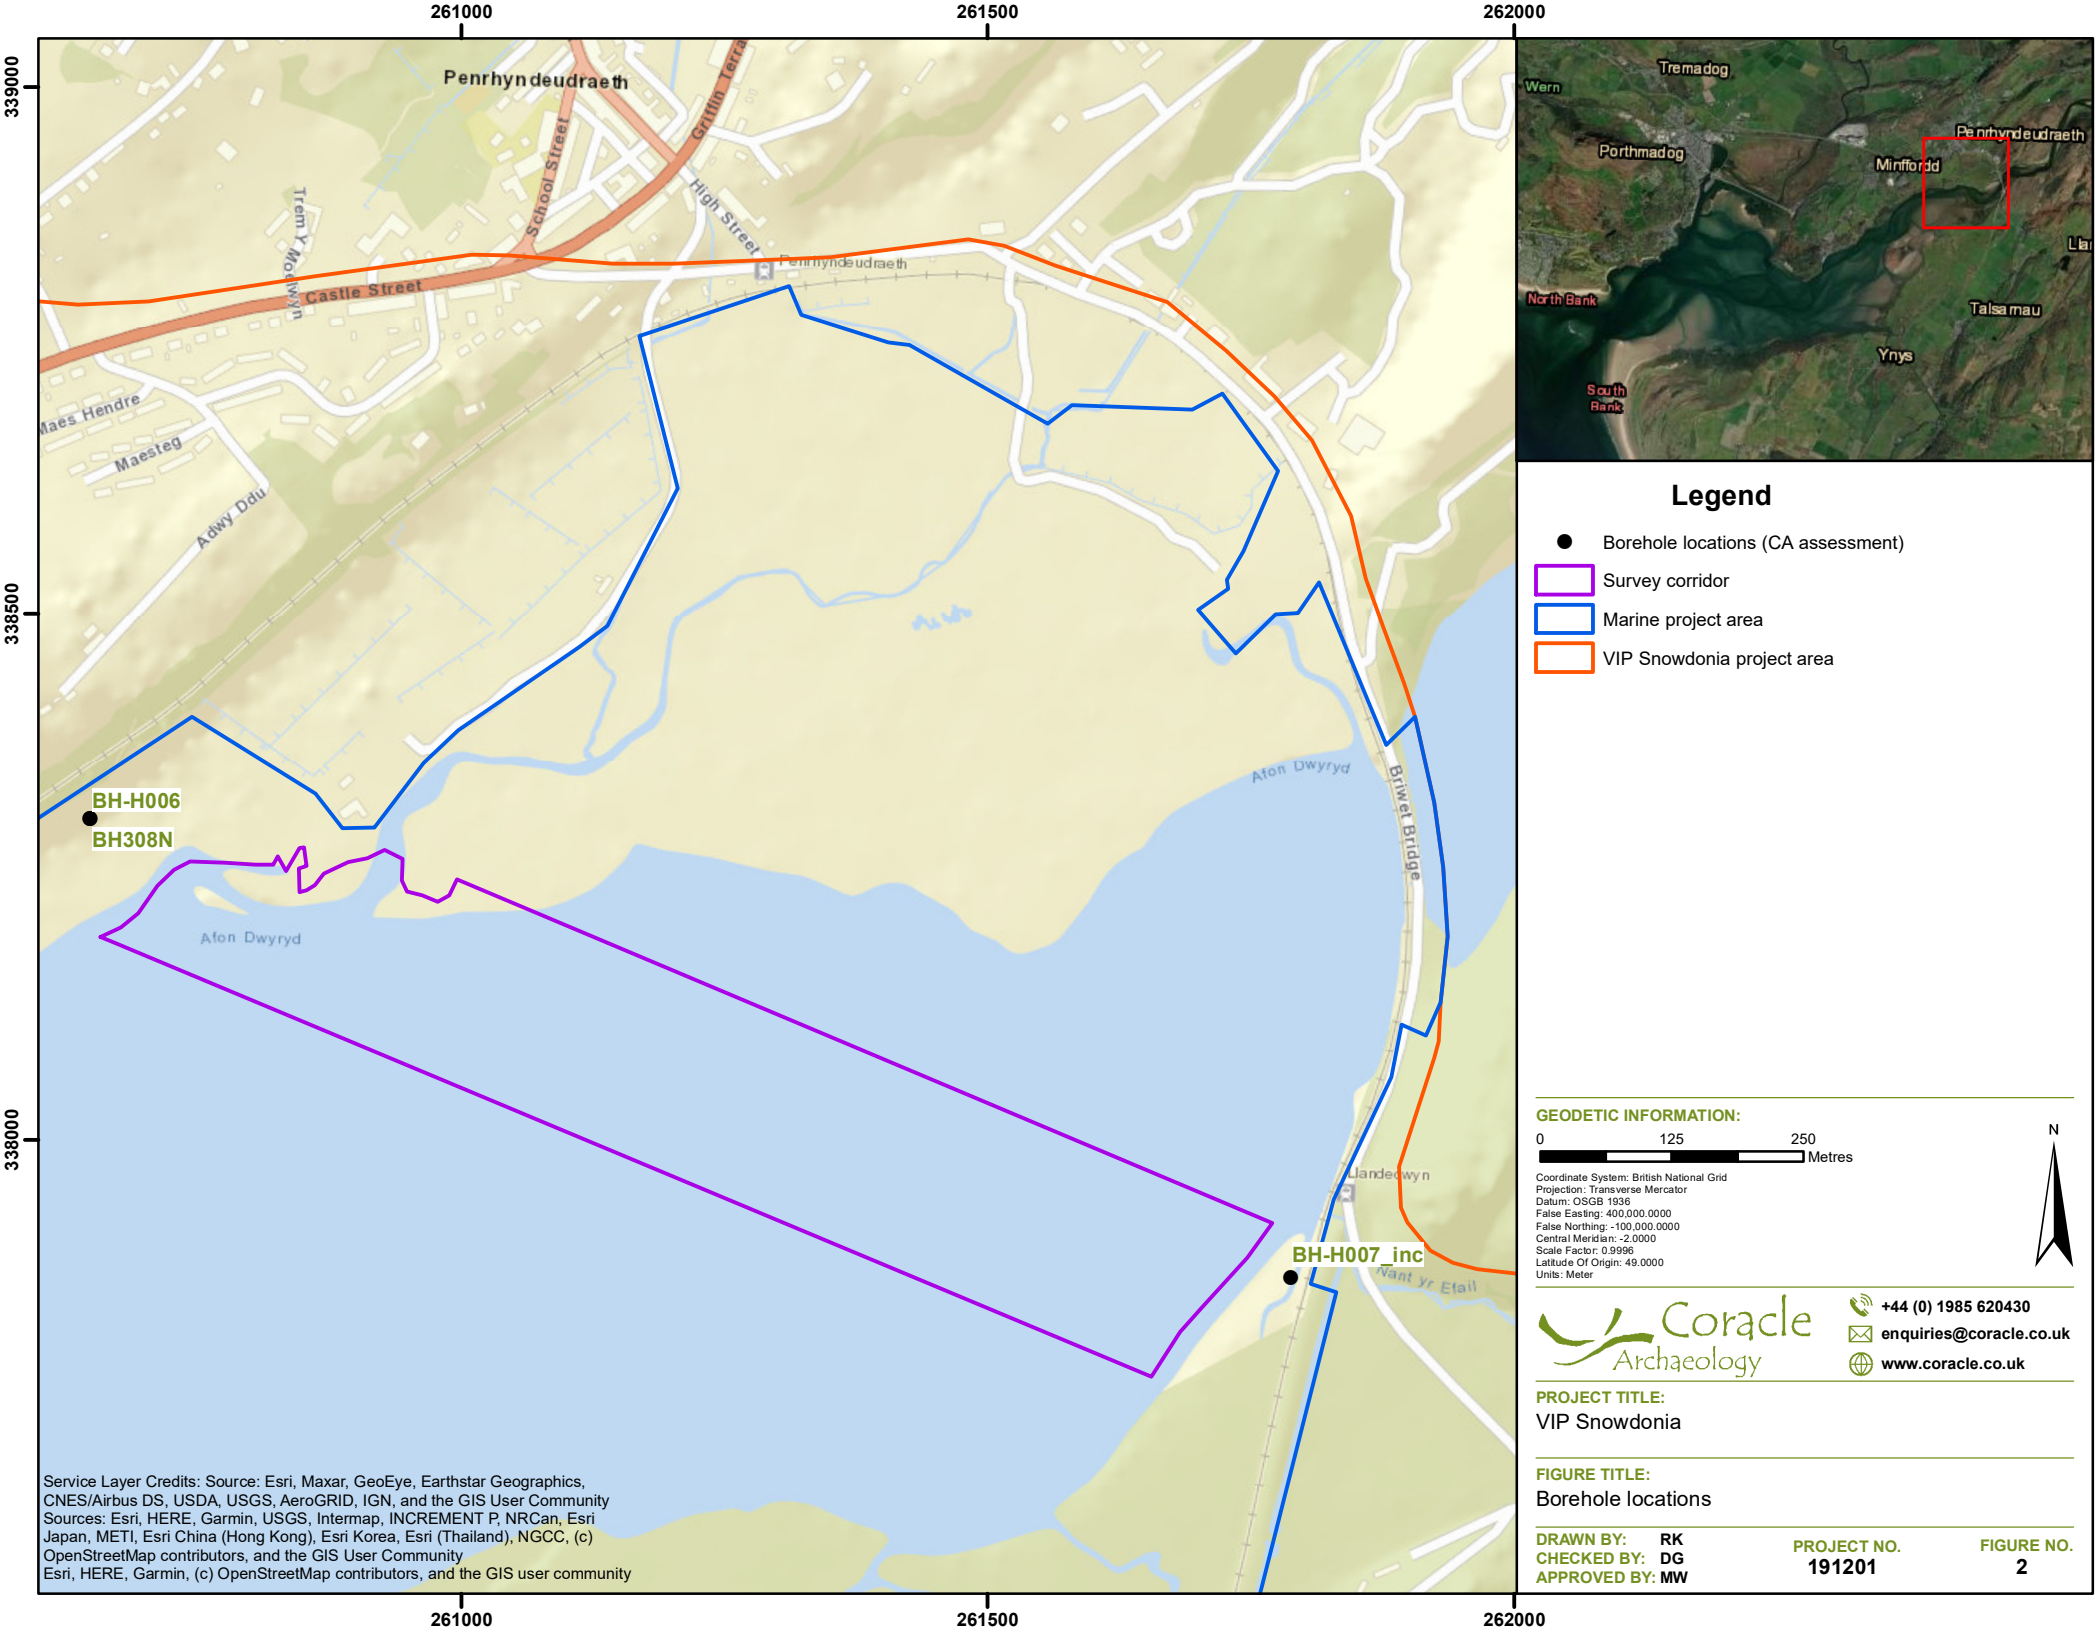 261000
261500
262000
339000
338500
338000
Penrhyndeudraeth
Griffin Terra
School Street
High Street
Trem Y Moelwyn
Penrhyndeudraeth
Castle Street
Maes Hendre
Maesteg
Adwy Ddu
BH-H006
BH308N
Afon Dwyryd
Afon Dwyryd
Briwet Bridge
Llandecwyn
BH-H007_inc
Nant yr Efail
Service Layer Credits: Source: Esri, Maxar, GeoEye, Earthstar Geographics,
CNES/Airbus DS, USDA, USGS, AeroGRID, IGN, and the GIS User Community
Sources: Esri, HERE, Garmin, USGS, Intermap, INCREMENT P, NRCan, Esri
Japan, METI, Esri China (Hong Kong), Esri Korea, Esri (Thailand), NGCC, (c)
OpenStreetMap contributors, and the GIS User Community
Esri, HERE, Garmin, (c) OpenStreetMap contributors, and the GIS user community
261000
261500
262000
Tremadog
Wern
Penrhyndeudraeth
Porthmadog
Minffordd
Llan
North Bank
Talsarnau
Ynys
South
Bank
Legend
Borehole locations (CA assessment)
Survey corridor
Marine project area
VIP Snowdonia project area
GEODETIC INFORMATION:
0 125 250
Metres
N
Coordinate System: British National Grid
Projection: Transverse Mercator
Datum: OSGB 1936
False Easting: 400,000.0000
False Northing: -100,000.0000
Central Meridian: -2.0000
Scale Factor: 0.9996
Latitude Of Origin: 49.0000
Units: Meter
Coracle
Archaeology
+44 (0) 1985 620430
enquiries@coracle.co.uk
www.coracle.co.uk
PROJECT TITLE:
VIP Snowdonia
FIGURE TITLE:
Borehole locations
DRAWN BY: RK
CHECKED BY: DG
APPROVED BY: MW
PROJECT NO.
191201
FIGURE NO.
2